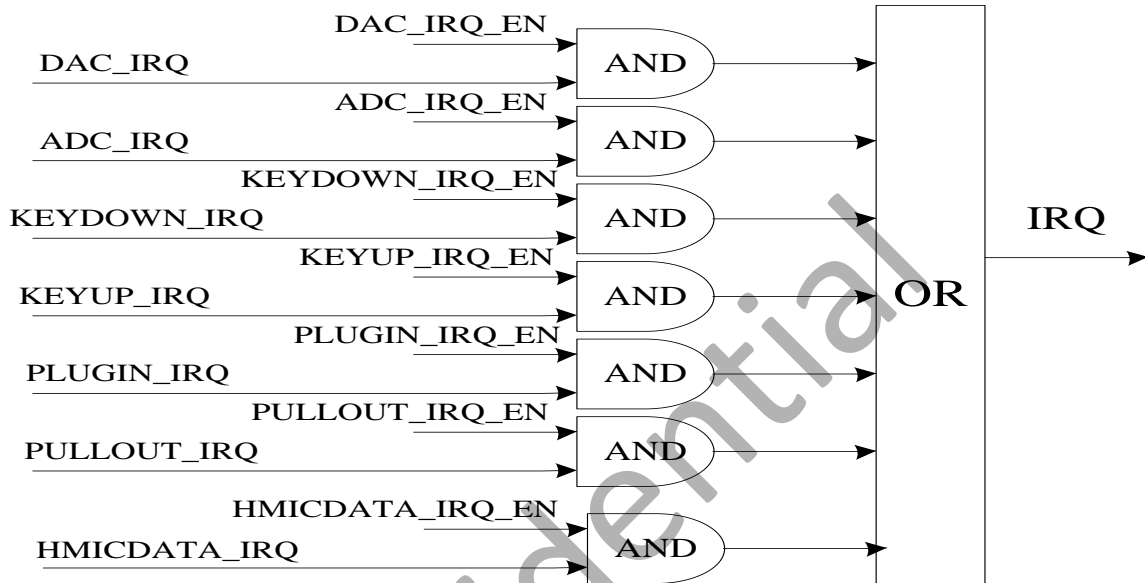 DAC_IRQ_EN
DAC_IRQ
AND
ADC_IRQ_EN
ADC_IRQ
AND
KEYDOWN_IRQ_EN
KEYDOWN_IRQ
AND
KEYUP_IRQ_EN
KEYUP_IRQ
AND
PLUGIN_IRQ_EN
PLUGIN_IRQ
AND
PULLOUT_IRQ_EN
PULLOUT_IRQ
AND
HMICDATA_IRQ_EN
HMICDATA_IRQ
AND
OR
IRQ
idential